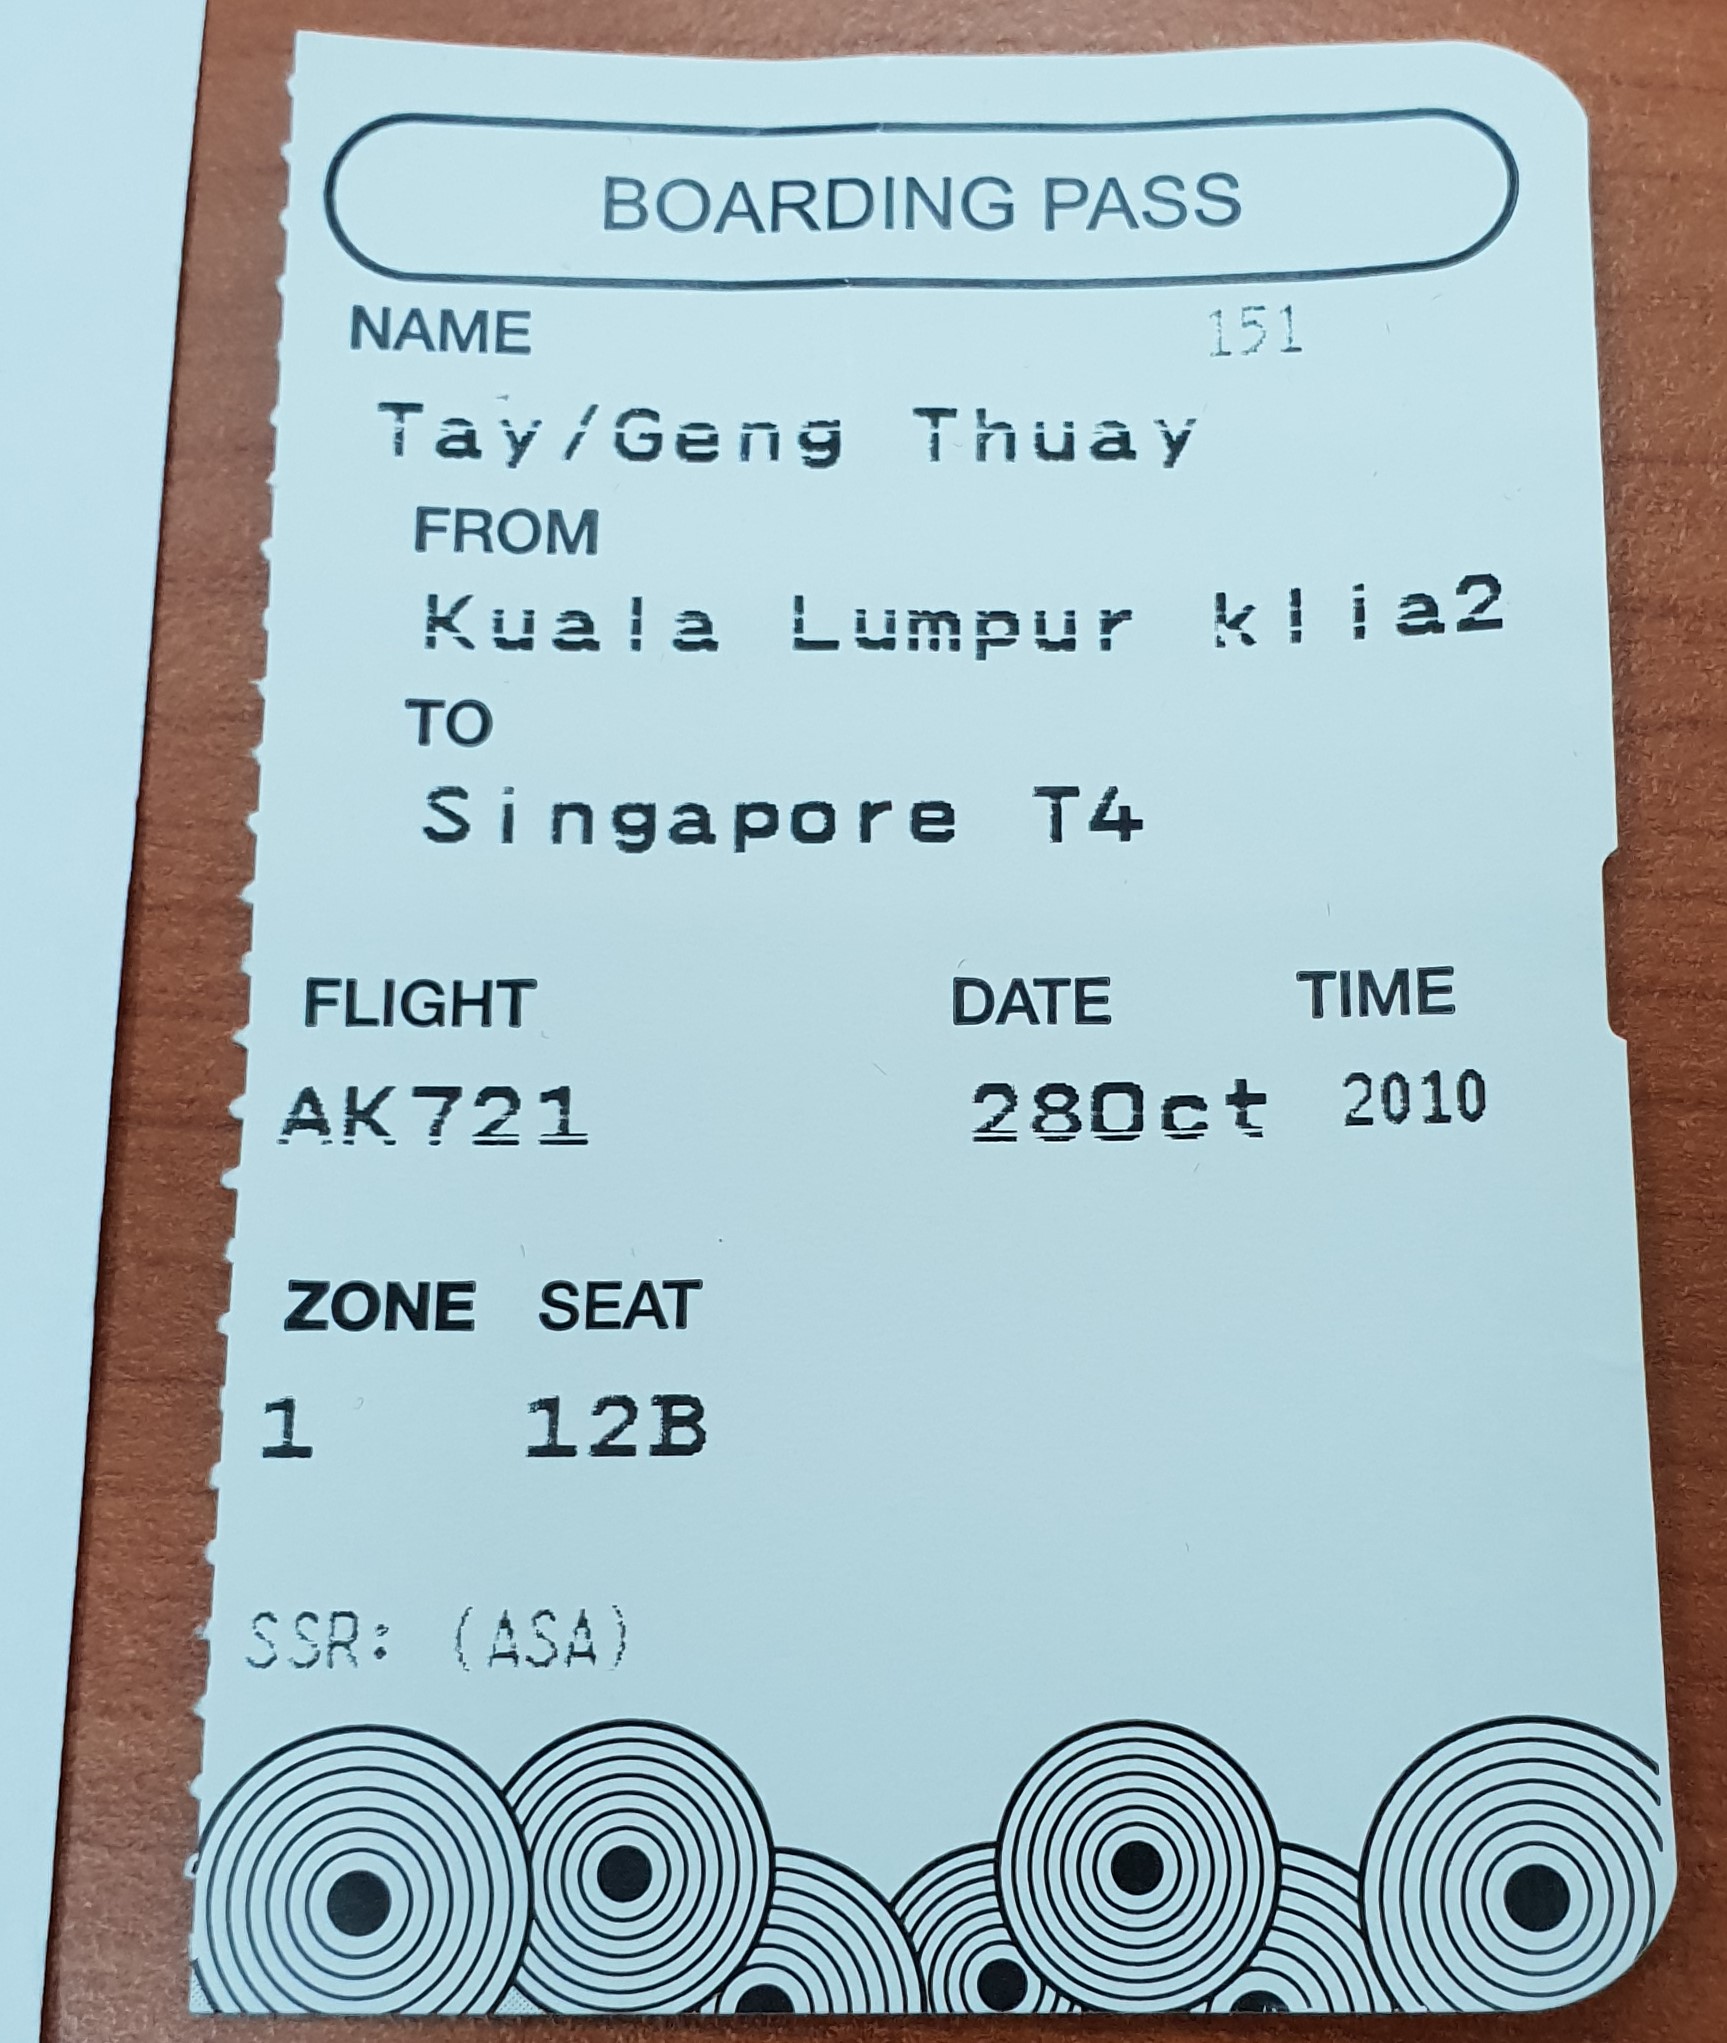 BOARDING PASS
NAME 151
Tay/Geng Thuay
FROM
Kuala Lumpur klia2
TO
Singapore T4
FLIGHT DATE TIME
AK721 28Oct 2010
ZONE SEAT
1 12B
SSR: (ASA)